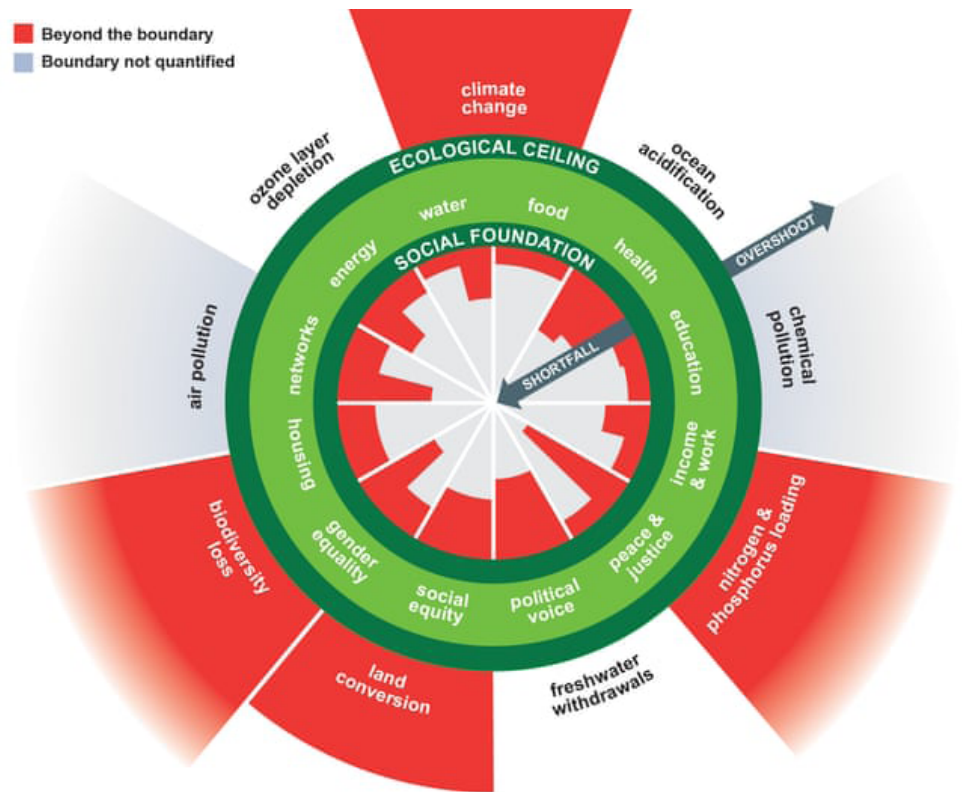 Beyond the boundary
Boundary not quantified
climate
change
ozone layer
depletion
ECOLOGICAL CEILING
ocean
acidification
water
food
OVERSHOOT
energy
SOCIAL FOUNDATION
health
air pollution
networks
SHORTFALL
education
chemical
pollution
housing
income
& work
biodiversity
loss
gender
equality
social
equity
political
voice
peace &
justice
nitrogen &
phosphorus loading
land
conversion
freshwater
withdrawals